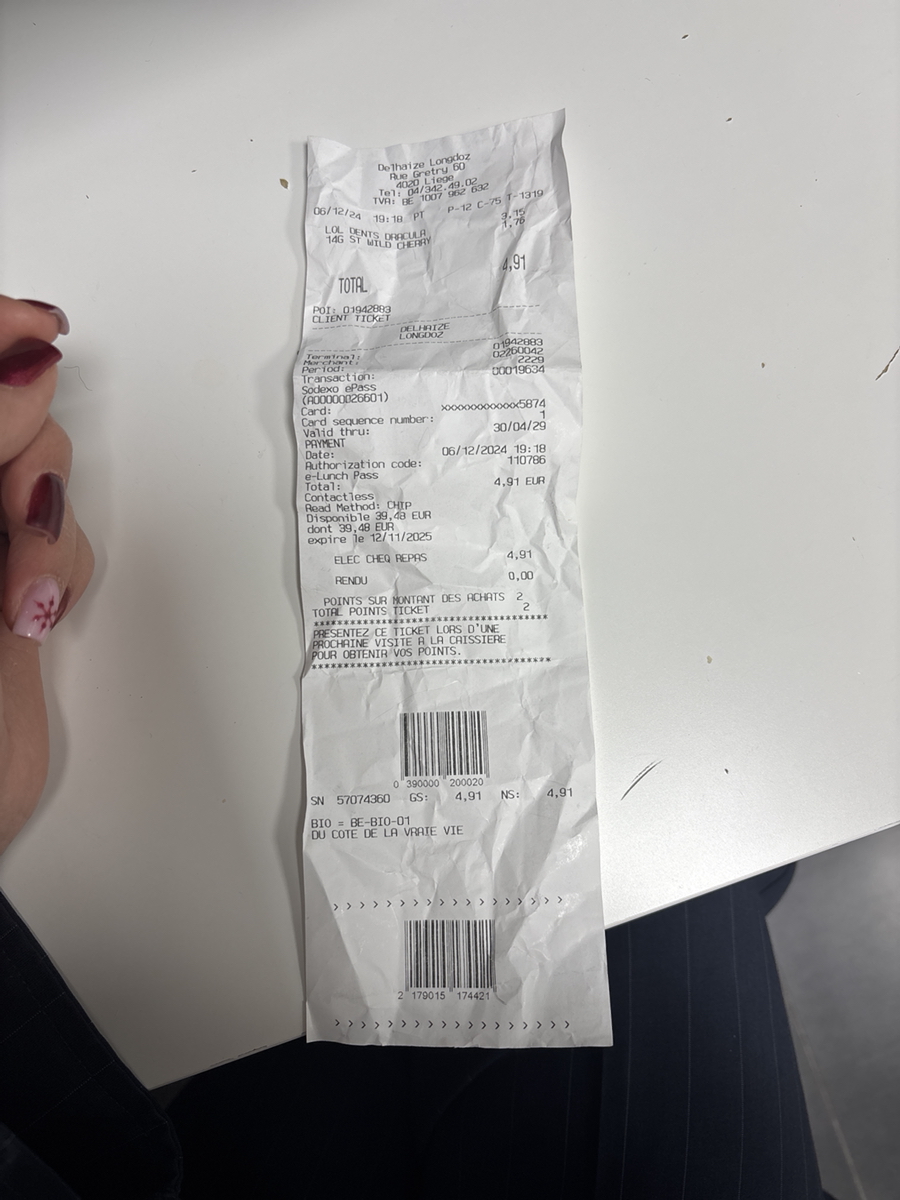 Delhaize Longdoz
Rue Gretry 60
4020 Liege
Tel: 04/342.49.02
TVA: BE 1007 962 632
06/12/24 19:18 PT P-12 C-75 T-1319
LOL DENTS DRACULA 3,15
14G ST WILD CHERRY 1,76
TOTAL 4,91
POI: 01942883
CLIENT TICKET
DELHAIZE
LONGDOZ
Terminal: 01942883
Merchant: 02260042
Period: 2229
Transaction: 00019634
Sodexo ePass
(A00000026601)
Card: xxxxxxxxxxxx5874
Card sequence number: 1
Valid thru: 30/04/29
PAYMENT
Date: 06/12/2024 19:18
Authorization code: 110786
e-Lunch Pass
Total: 4,91 EUR
Contactless
Read Method: CHIP
Disponible 39,48 EUR
dont 39,48 EUR
expire le 12/11/2025
ELEC CHEQ REPAS 4,91
RENDU 0,00
POINTS SUR MONTANT DES ACHATS 2
TOTAL POINTS TICKET 2
*****************************************
PRESENTEZ CE TICKET LORS D'UNE
PROCHAINE VISITE A LA CAISSIERE
POUR OBTENIR VOS POINTS.
*****************************************
0 390000 200020
SN 57074360 GS: 4,91 NS: 4,91
BIO = BE-BIO-01
DU COTE DE LA VRAIE VIE
> > > > > > > > > > > > > > > > > >
2 179015 174421
> > > > > > > > > > > > > > > > > >